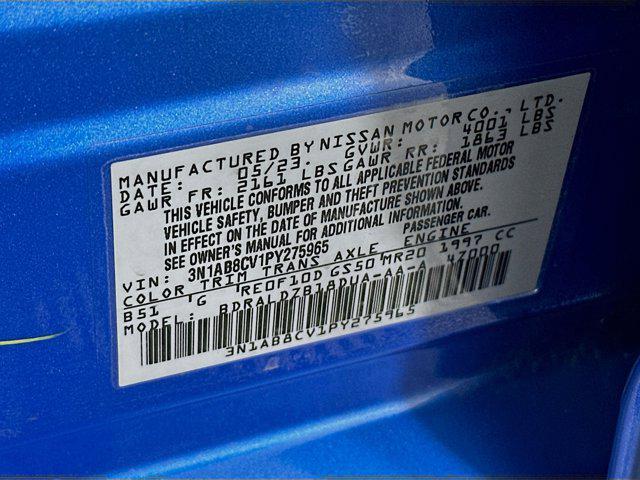 MANUFACTURED BY NISSAN MOTOR CO., LTD.
DATE: 05/23. GVWR: 4001 LBS
GAWR FR: 2161 LBS GAWR RR: 1863 LBS
THIS VEHICLE CONFORMS TO ALL APPLICABLE FEDERAL MOTOR
VEHICLE SAFETY, BUMPER AND THEFT PREVENTION STANDARDS
IN EFFECT ON THE DATE OF MANUFACTURE SHOWN ABOVE.
SEE OWNER'S MANUAL FOR ADDITIONAL INFORMATION.
VIN: 3N1AB8CV1PY275965 PASSENGER CAR.
COLOR TRIM TRANS AXLE ENGINE
B51 'G 'RE0F10D GS50 MR20 1997 CC
MODEL: BDRALDZB18DUA-AA-A 47000
3N1AB8CV1PY275965